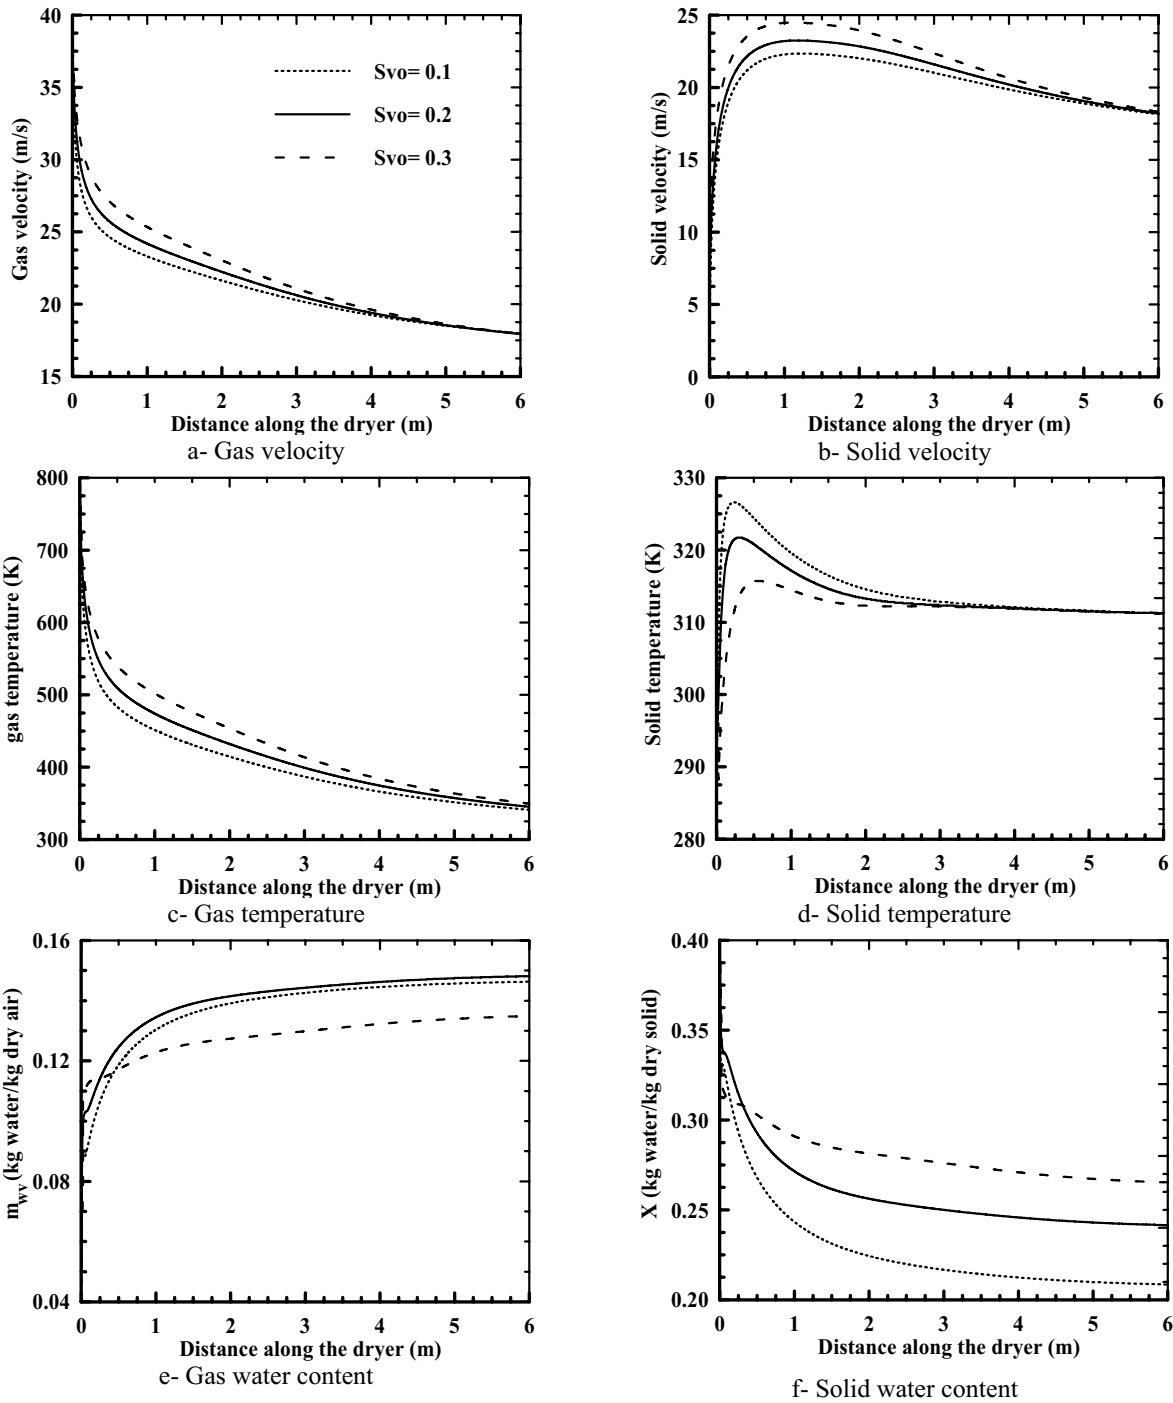 40
35
30
25
20
15
Gas velocity (m/s)
Svo= 0.1
Svo= 0.2
Svo= 0.3
0 1 2 3 4 5 6
Distance along the dryer (m)
a- Gas velocity
25
20
15
10
5
0
Solid velocity (m/s)
0 1 2 3 4 5 6
Distance along the dryer (m)
b- Solid velocity
800
700
600
500
400
300
gas temperature (K)
0 1 2 3 4 5 6
Distance along the dryer (m)
c- Gas temperature
330
320
310
300
290
280
Solid temperature (K)
0 1 2 3 4 5 6
Distance along the dryer (m)
d- Solid temperature
0.16
0.12
0.08
0.04
m_wv (kg water/kg dry air)
0 1 2 3 4 5 6
Distance along the dryer (m)
e- Gas water content
0.40
0.35
0.30
0.25
0.20
X (kg water/kg dry solid)
0 1 2 3 4 5 6
Distance along the dryer (m)
f- Solid water content